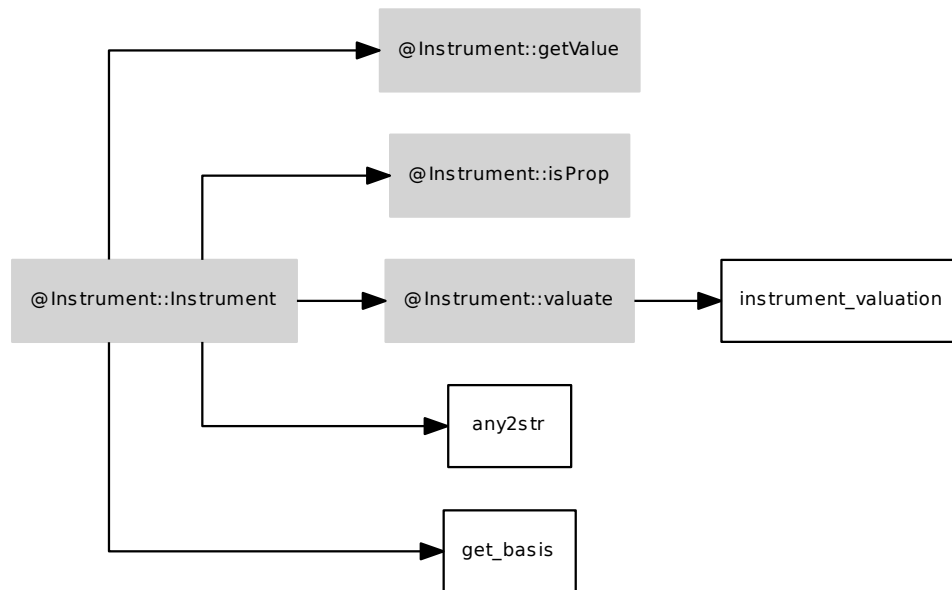 @Instrument::getValue
@Instrument::isProp
@Instrument::Instrument
@Instrument::valuate
instrument_valuation
any2str
get_basis